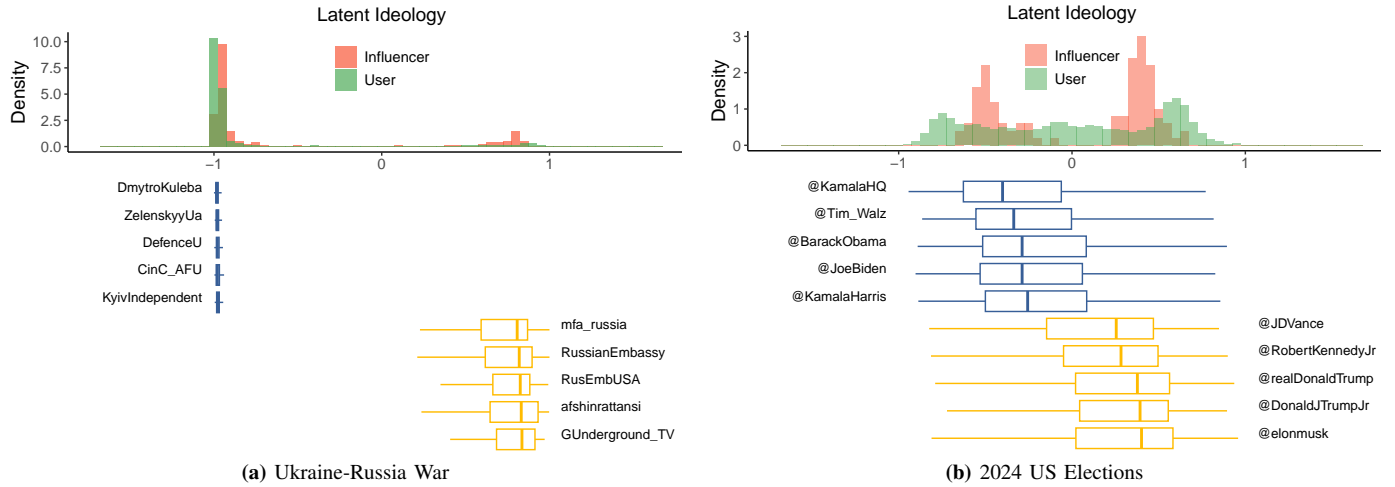 Latent Ideology
10.0
7.5
5.0
2.5
0.0
Density
Influencer
User
−1
0
1
DmytroKuleba
ZelenskyyUa
DefenceU
CinC_AFU
KyivIndependent
mfa_russia
RussianEmbassy
RusEmbUSA
afshinrattansi
GUnderground_TV
(a) Ukraine-Russia War
Latent Ideology
3
2
1
0
Density
Influencer
User
−1
0
1
@KamalaHQ
@Tim_Walz
@BarackObama
@JoeBiden
@KamalaHarris
@JDVance
@RobertKennedyJr
@realDonaldTrump
@DonaldJTrumpJr
@elonmusk
(b) 2024 US Elections